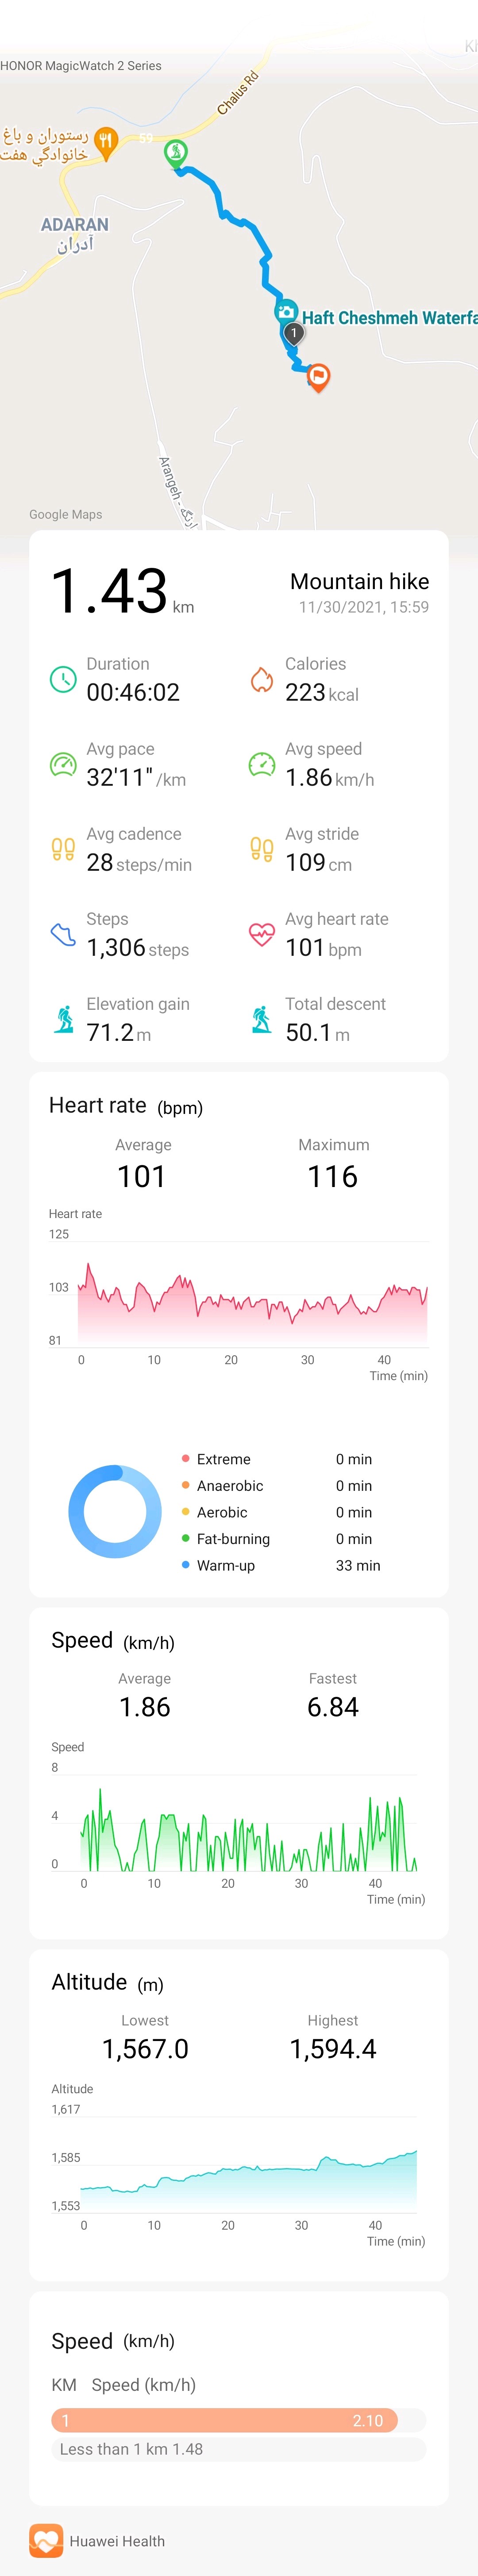 Ki
HONOR MagicWatch 2 Series
Chalus Rd
59
رستوران و باغ
خانوادگي هفت
ADARAN
آدران
Haft Cheshmeh Waterfa
1
Arangeh - ارنگه
Google Maps
1.43 km
Mountain hike
11/30/2021, 15:59
Duration
00:46:02
Calories
223 kcal
Avg pace
32'11" /km
Avg speed
1.86 km/h
Avg cadence
28 steps/min
Avg stride
109 cm
Steps
1,306 steps
Avg heart rate
101 bpm
Elevation gain
71.2 m
Total descent
50.1 m
Heart rate (bpm)
Average Maximum
101 116
Heart rate
125
103
81
0 10 20 30 40
Time (min)
Extreme 0 min
Anaerobic 0 min
Aerobic 0 min
Fat-burning 0 min
Warm-up 33 min
Speed (km/h)
Average Fastest
1.86 6.84
Speed
8
4
0
0 10 20 30 40
Time (min)
Altitude (m)
Lowest Highest
1,567.0 1,594.4
Altitude
1,617
1,585
1,553
0 10 20 30 40
Time (min)
Speed (km/h)
KM Speed (km/h)
1 2.10
Less than 1 km 1.48
Huawei Health